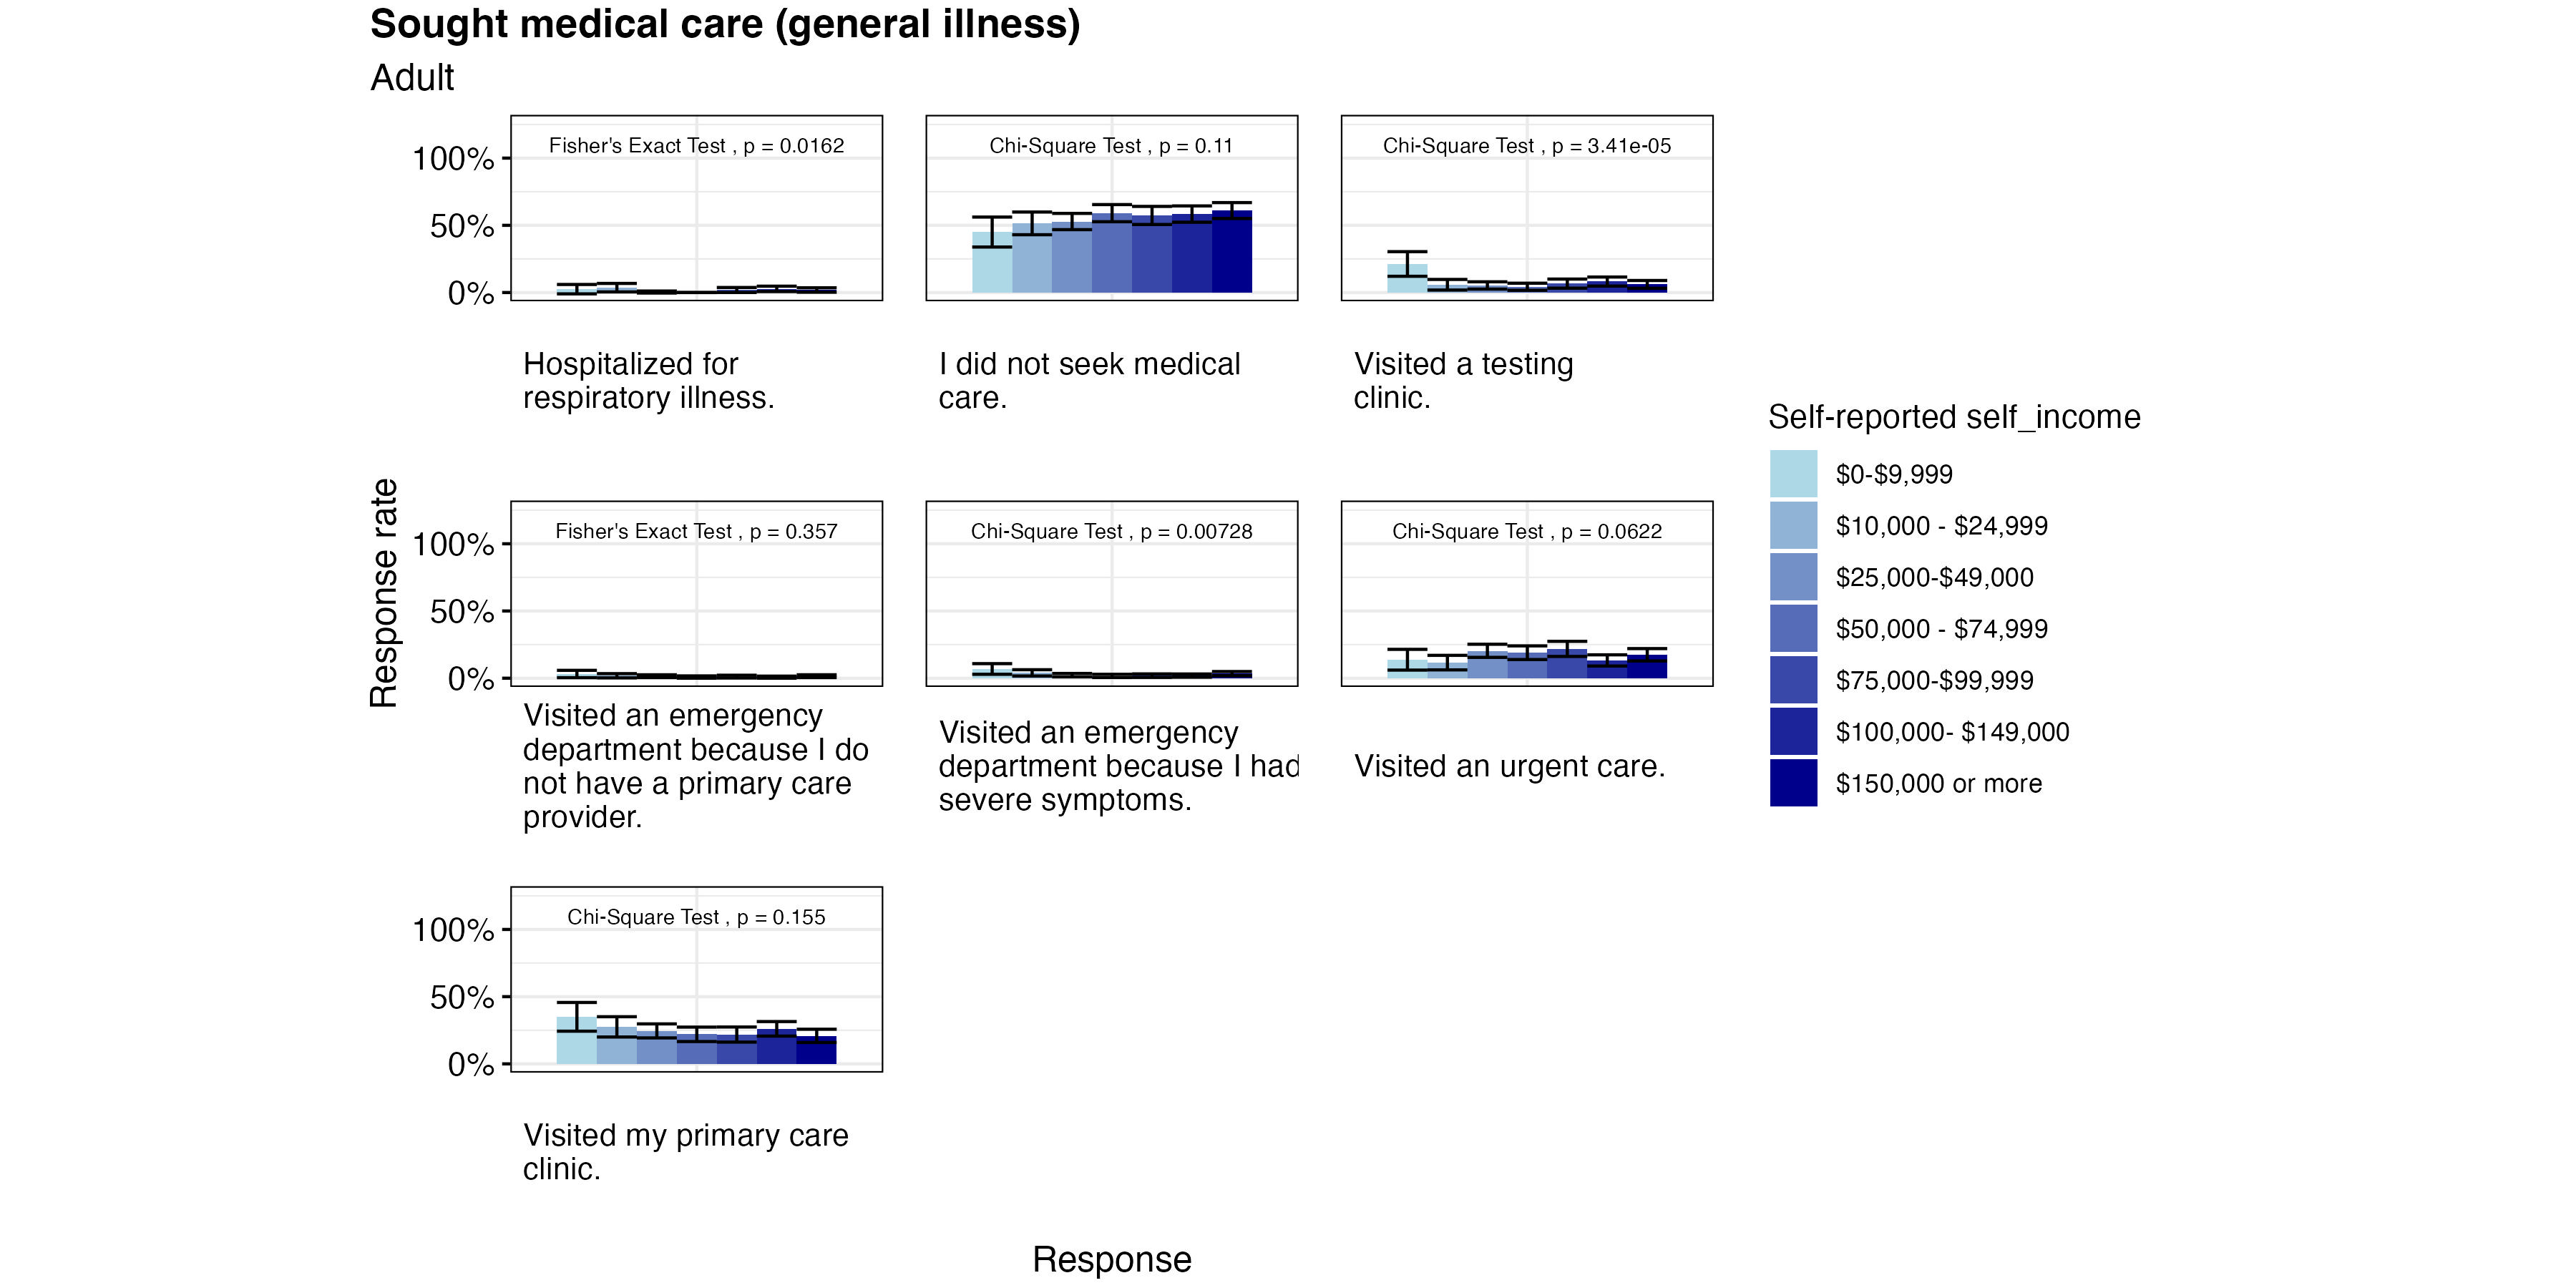 Sought medical care (general illness)
Adult
Fisher's Exact Test , p = 0.0162
Chi-Square Test , p = 0.11
Chi-Square Test , p = 3.41e-05
100%
50%
0%
Hospitalized for
respiratory illness.
I did not seek medical
care.
Visited a testing
clinic.
Response rate
Fisher's Exact Test , p = 0.357
Chi-Square Test , p = 0.00728
Chi-Square Test , p = 0.0622
100%
50%
0%
Visited an emergency
department because I do
not have a primary care
provider.
Visited an emergency
department because I had
severe symptoms.
Visited an urgent care.
Chi-Square Test , p = 0.155
100%
50%
0%
Visited my primary care
clinic.
Response
Self-reported self_income
$0-$9,999
$10,000 - $24,999
$25,000-$49,000
$50,000 - $74,999
$75,000-$99,999
$100,000- $149,000
$150,000 or more